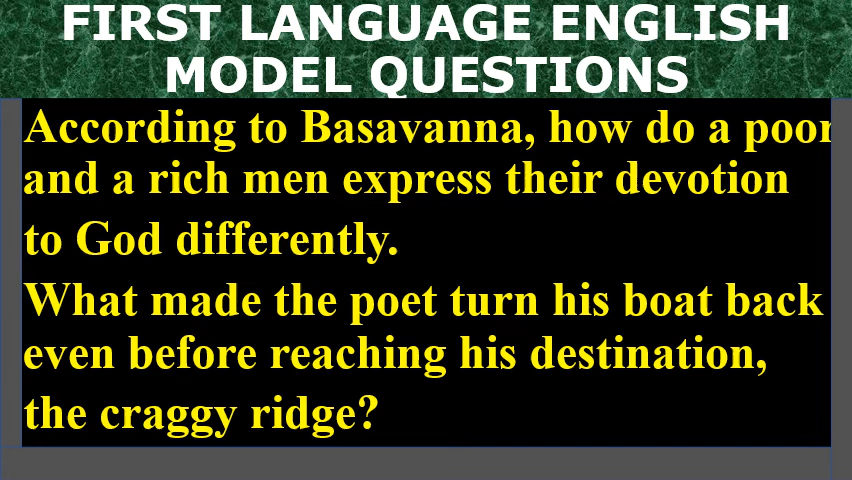 FIRST LANGUAGE ENGLISH
MODEL QUESTIONS
According to Basavanna, how do a poor
and a rich men express their devotion
to God differently.
What made the poet turn his boat back
even before reaching his destination,
the craggy ridge?